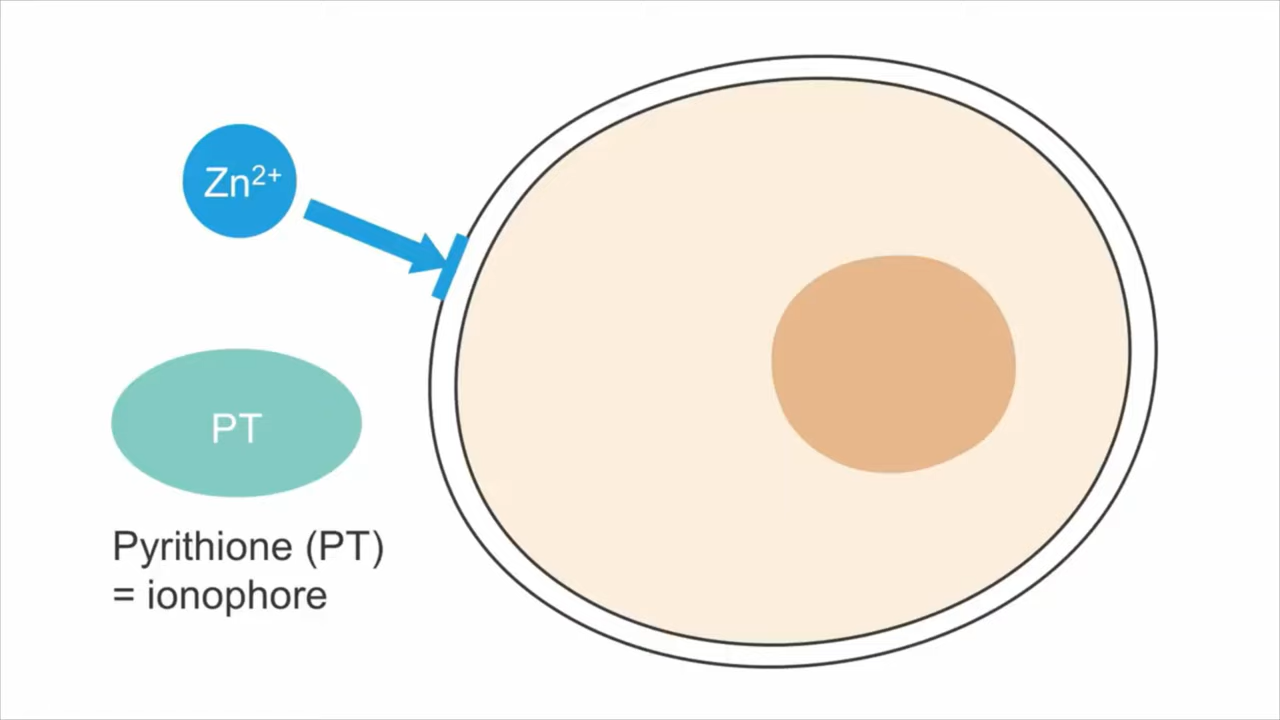 Zn²⁺
PT
Pyrithione (PT)
= ionophore